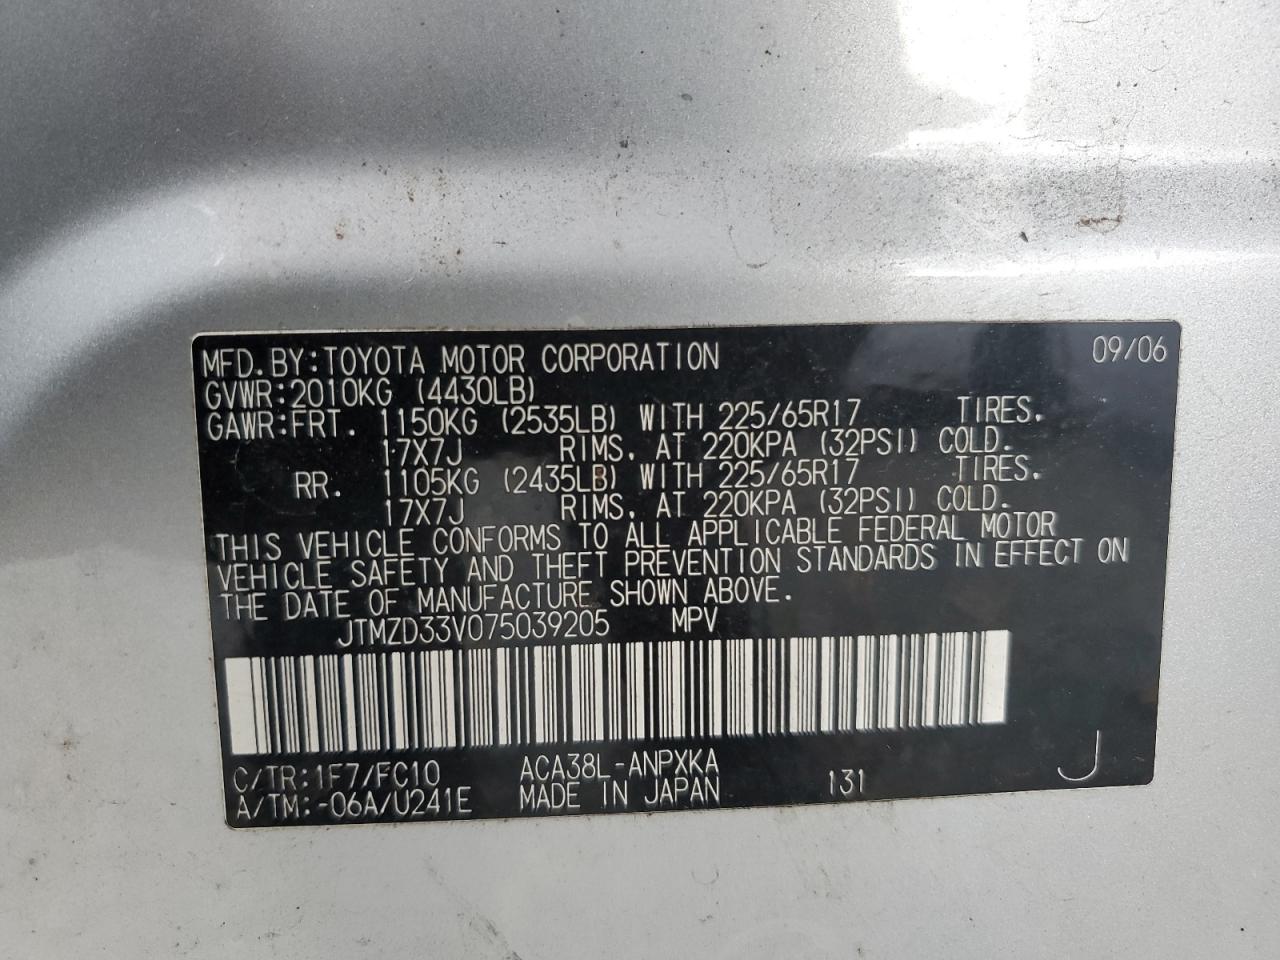 MFD.BY:TOYOTA MOTOR CORPORATION 09/06
GVWR:2010KG (4430LB)
GAWR:FRT. 1150KG (2535LB) WITH 225/65R17 TIRES.
17X7J RIMS, AT 220KPA (32PSI) COLD.
RR. 1105KG (2435LB) WITH 225/65R17 TIRES.
17X7J RIMS, AT 220KPA (32PSI) COLD.
THIS VEHICLE CONFORMS TO ALL APPLICABLE FEDERAL MOTOR
VEHICLE SAFETY AND THEFT PREVENTION STANDARDS IN EFFECT ON
THE DATE OF MANUFACTURE SHOWN ABOVE.
JTMZD33V075039205 MPV
C/TR:1F7/FC10 ACA38L-ANPXKA
A/TM:-06A/U241E MADE IN JAPAN 131 J